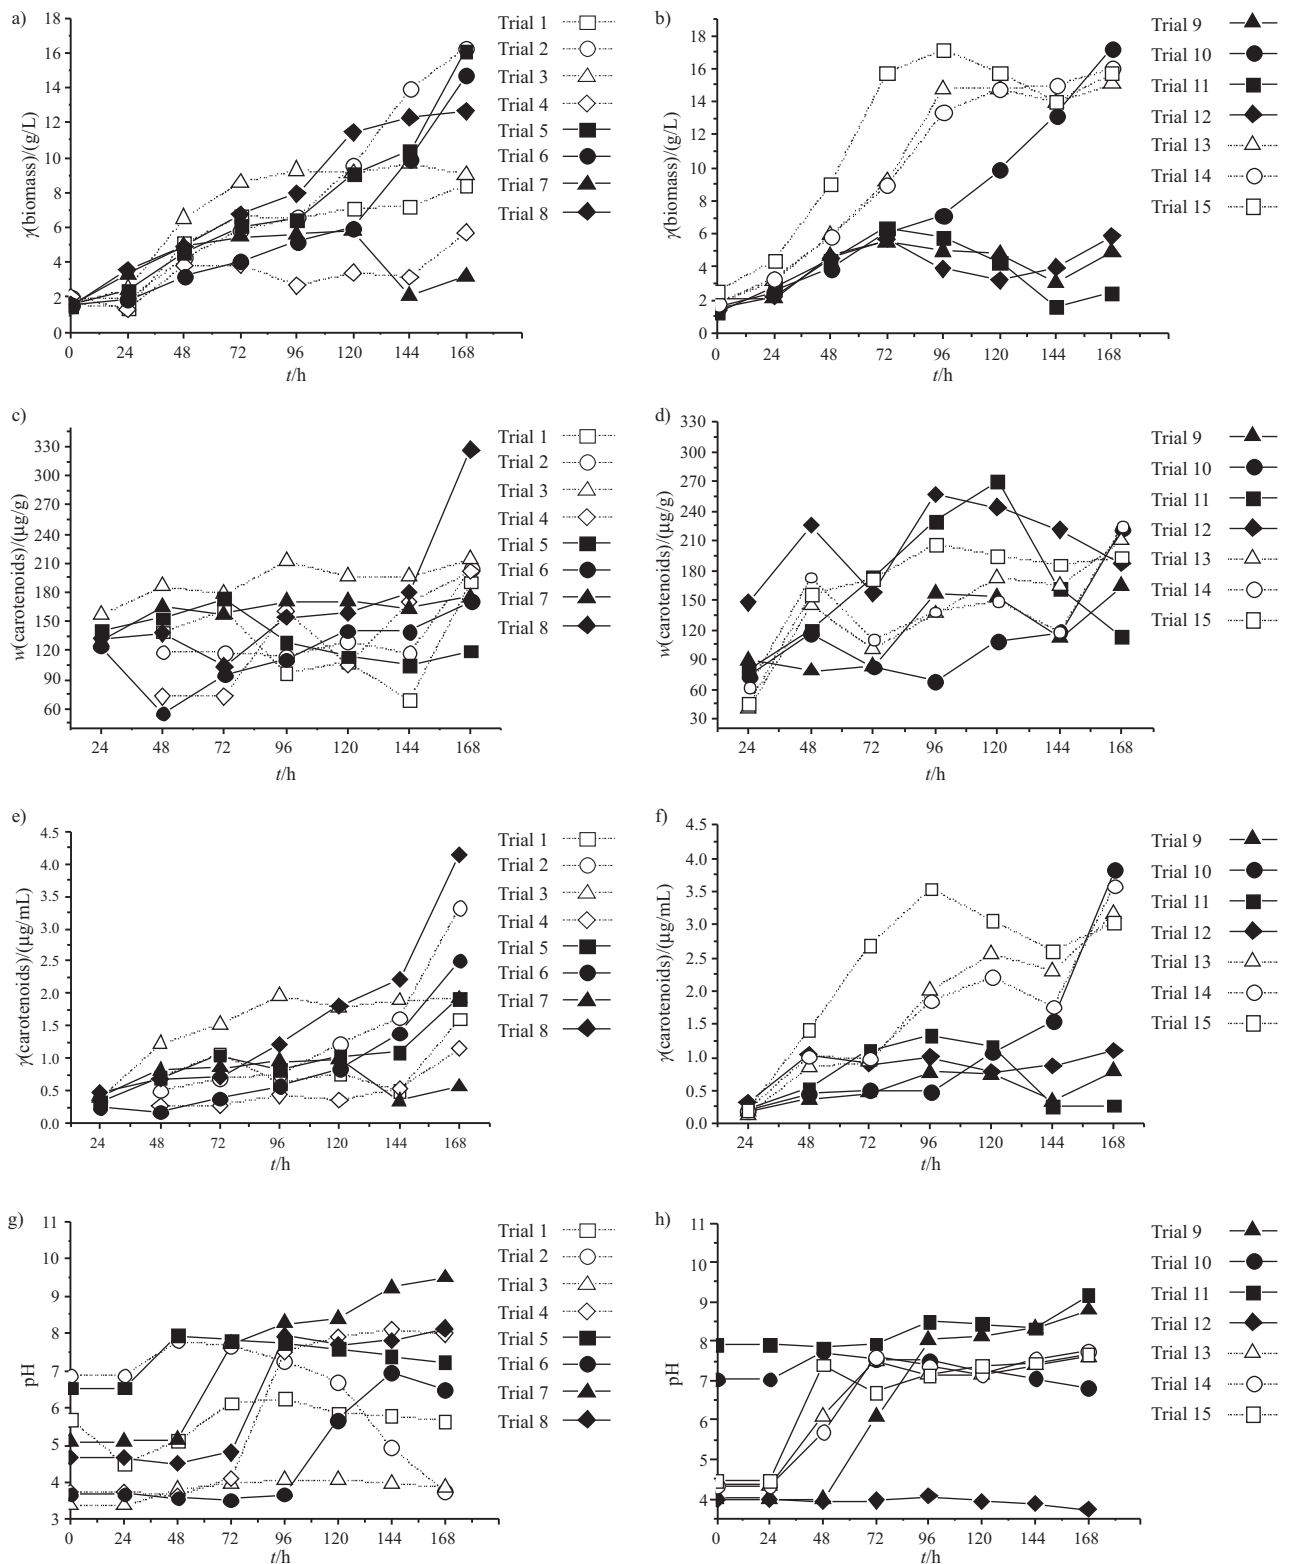 a)
18
16
14
12
10
8
6
4
2
0
γ(biomass)/(g/L)
0 24 48 72 96 120 144 168
t/h
Trial 1
Trial 2
Trial 3
Trial 4
Trial 5
Trial 6
Trial 7
Trial 8
b)
18
16
14
12
10
8
6
4
2
0
γ(biomass)/(g/L)
0 24 48 72 96 120 144 168
t/h
Trial 9
Trial 10
Trial 11
Trial 12
Trial 13
Trial 14
Trial 15
c)
330
300
270
240
210
180
150
120
90
60
w(carotenoids)/(µg/g)
24 48 72 96 120 144 168
t/h
Trial 1
Trial 2
Trial 3
Trial 4
Trial 5
Trial 6
Trial 7
Trial 8
d)
330
300
270
240
210
180
150
120
90
60
30
w(carotenoids)/(µg/g)
24 48 72 96 120 144 168
t/h
Trial 9
Trial 10
Trial 11
Trial 12
Trial 13
Trial 14
Trial 15
e)
4.5
4.0
3.5
3.0
2.5
2.0
1.5
1.0
0.5
0.0
γ(carotenoids)/(µg/mL)
24 48 72 96 120 144 168
t/h
Trial 1
Trial 2
Trial 3
Trial 4
Trial 5
Trial 6
Trial 7
Trial 8
f)
4.5
4.0
3.5
3.0
2.5
2.0
1.5
1.0
0.5
0.0
γ(carotenoids)/(µg/mL)
24 48 72 96 120 144 168
t/h
Trial 9
Trial 10
Trial 11
Trial 12
Trial 13
Trial 14
Trial 15
g)
11
10
9
8
7
6
5
4
3
pH
0 24 48 72 96 120 144 168
t/h
Trial 1
Trial 2
Trial 3
Trial 4
Trial 5
Trial 6
Trial 7
Trial 8
h)
11
10
9
8
7
6
5
4
pH
0 24 48 72 96 120 144 168
t/h
Trial 9
Trial 10
Trial 11
Trial 12
Trial 13
Trial 14
Trial 15